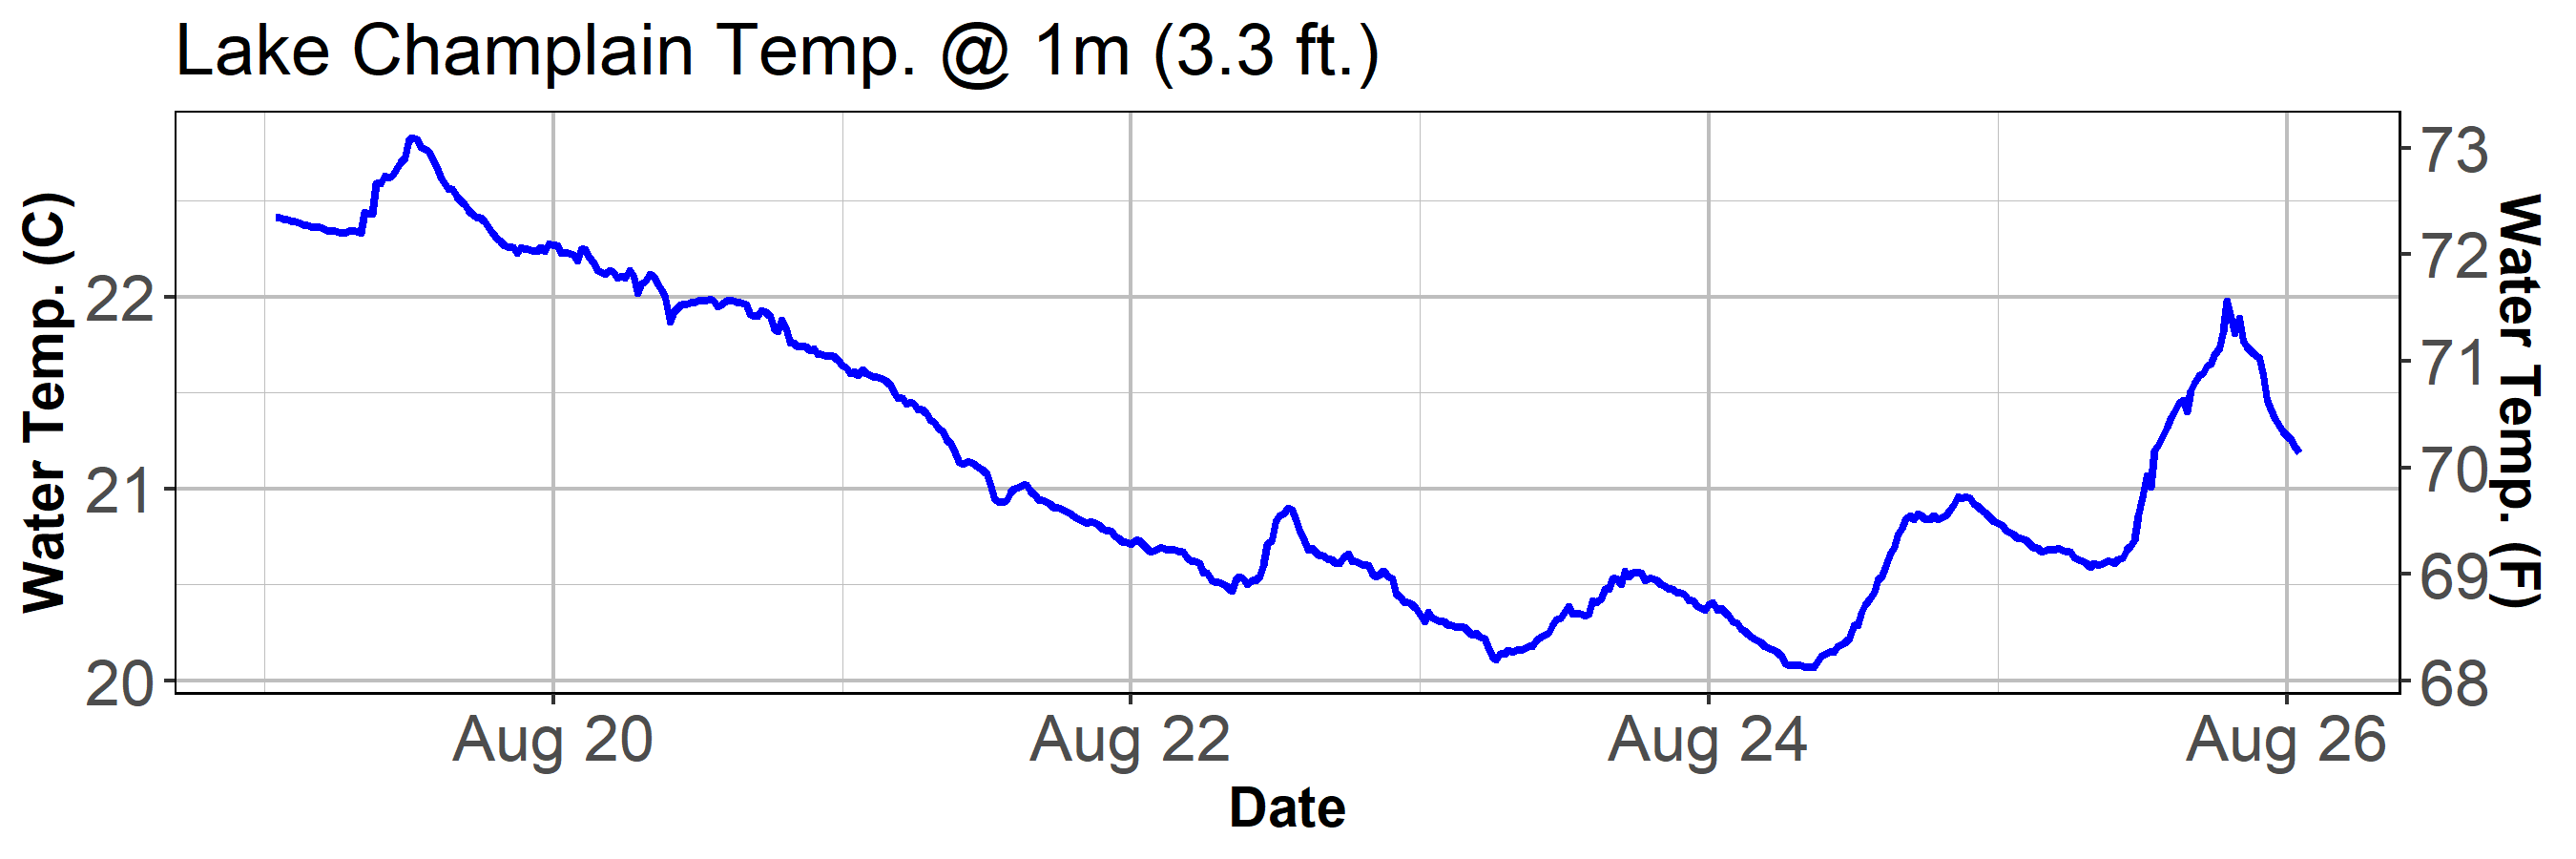 Lake Champlain Temp. @ 1m (3.3 ft.)
Water Temp. (C)
22
21
20
73
72
71
70
69
68
Water Temp. (F)
Aug 20
Aug 22
Aug 24
Aug 26
Date